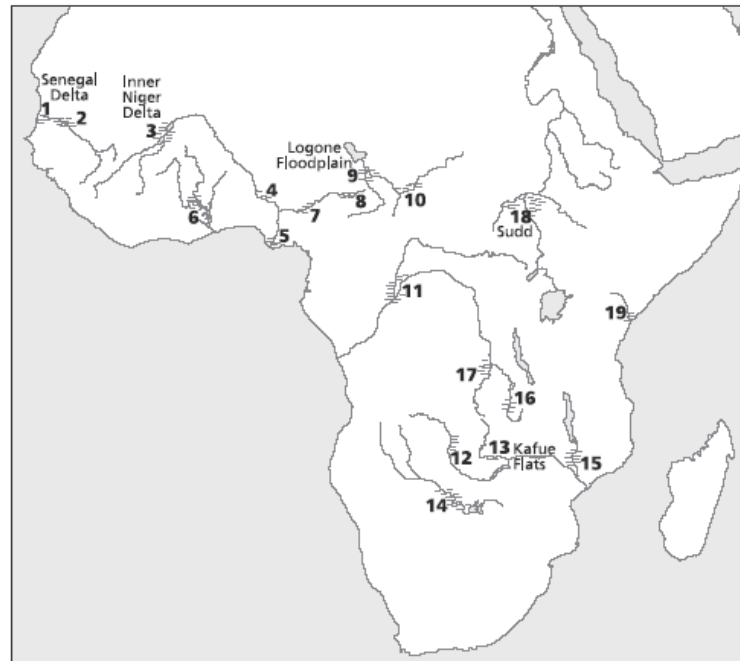 Senegal
Delta
1
2
Inner
Niger
Delta
3
Logone
Floodplain
9
4
10
6
7
8
5
18
Sudd
11
19
17
16
12
13
Kafue
Flats
15
14